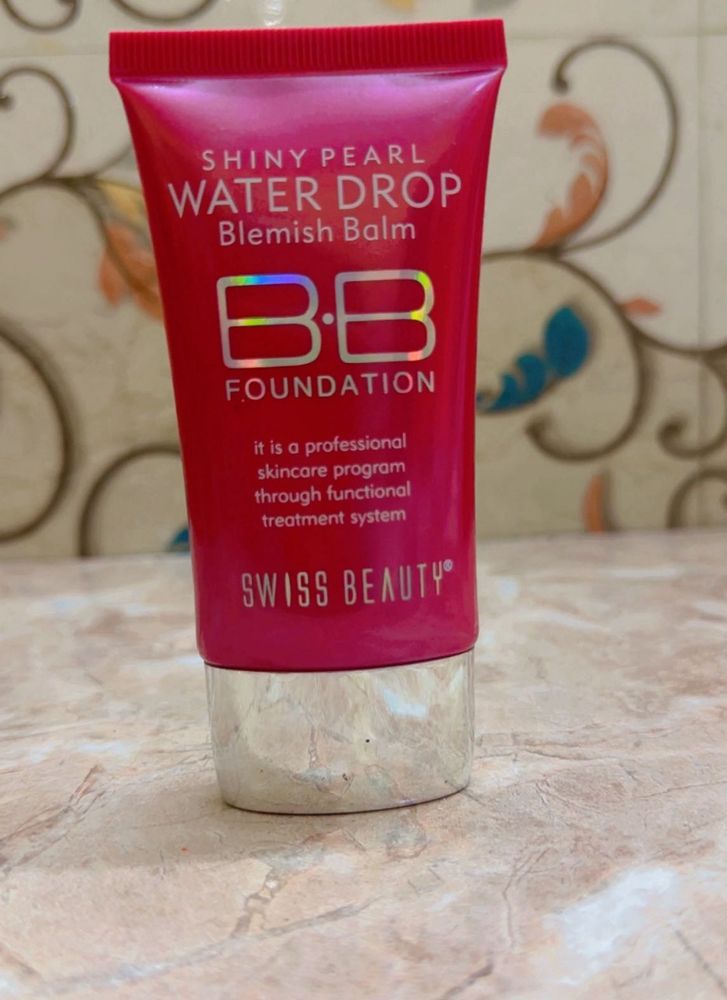 SHINY PEARL
WATER DROP
Blemish Balm
B·B
FOUNDATION
it is a professional
skincare program
through functional
treatment system
SWISS BEAUTY®